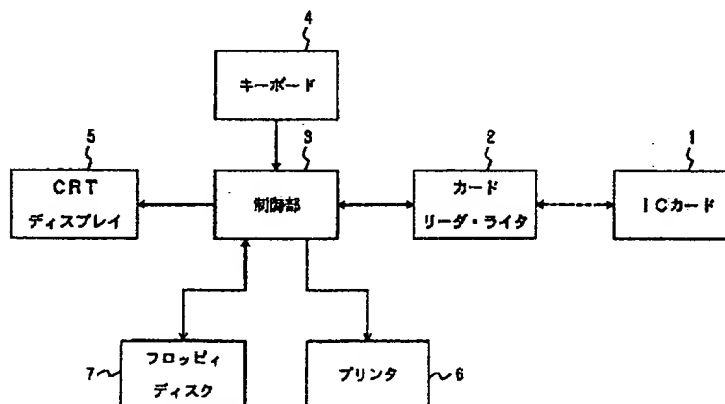 4
キーボード
5
CRT
ディスプレイ
3
制御部
2
カード
リーダ・ライタ
1
ICカード
7
フロッピィ
ディスク
プリンタ
6